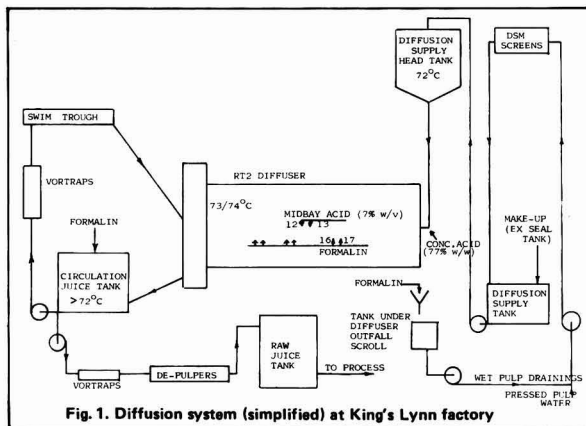 DIFFUSION
SUPPLY
HEAD TANK
72°C
DSM
SCREENS
SWIM TROUGH
VORTRAPS
RT2 DIFFUSER
73/74°C
MIDBAY ACID (7% w/v)
12 13
16 17
FORMALIN
CONC.ACID
(77% w/w)
MAKE-UP
(EX SEAL
TANK)
FORMALIN
CIRCULATION
JUICE TANK
>72°C
FORMALIN
TANK UNDER
DIFFUSER
OUTFALL
SCROLL
DIFFUSION
SUPPLY
TANK
RAW
JUICE
TANK
TO PROCESS
VORTRAPS
DE-PULPERS
WET PULP DRAININGS
PRESSED PULP
WATER
Fig. 1. Diffusion system (simplified) at King's Lynn factory